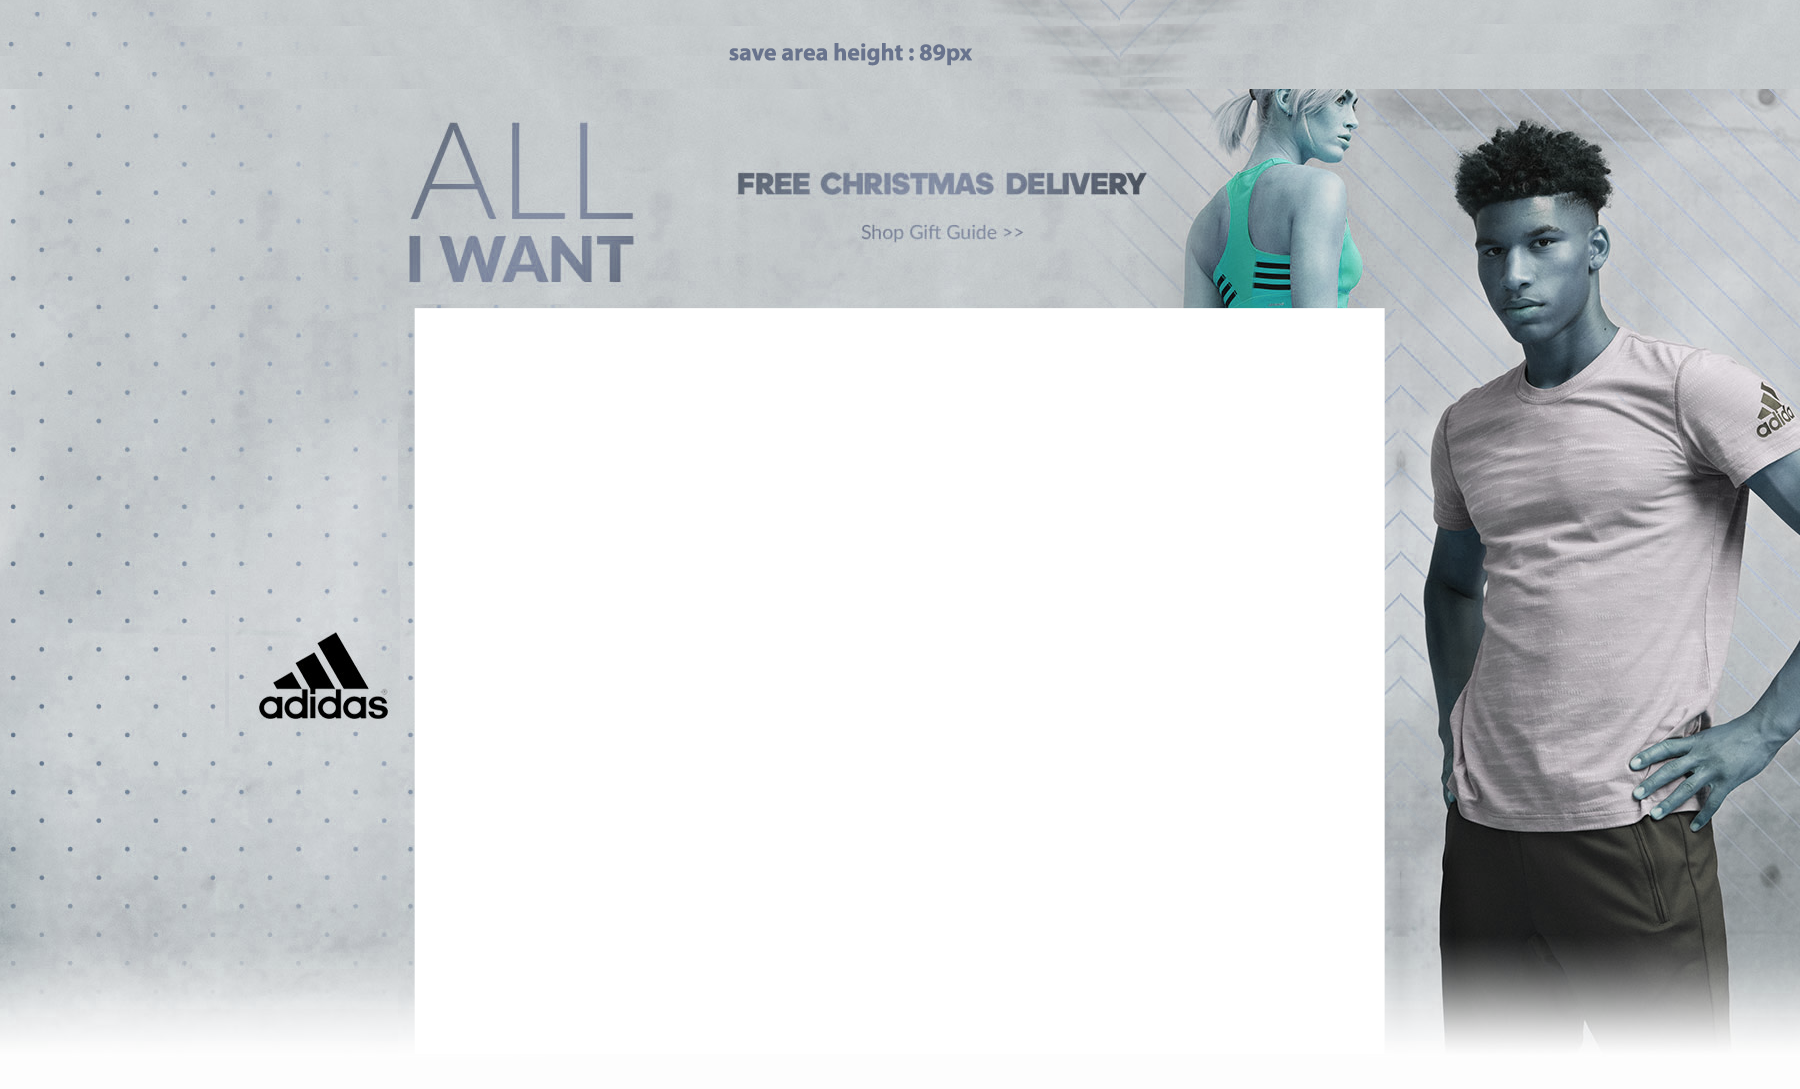 save area height : 89px
ALL
I WANT
FREE CHRISTMAS DELIVERY
Shop Gift Guide >>
adidas
adidas